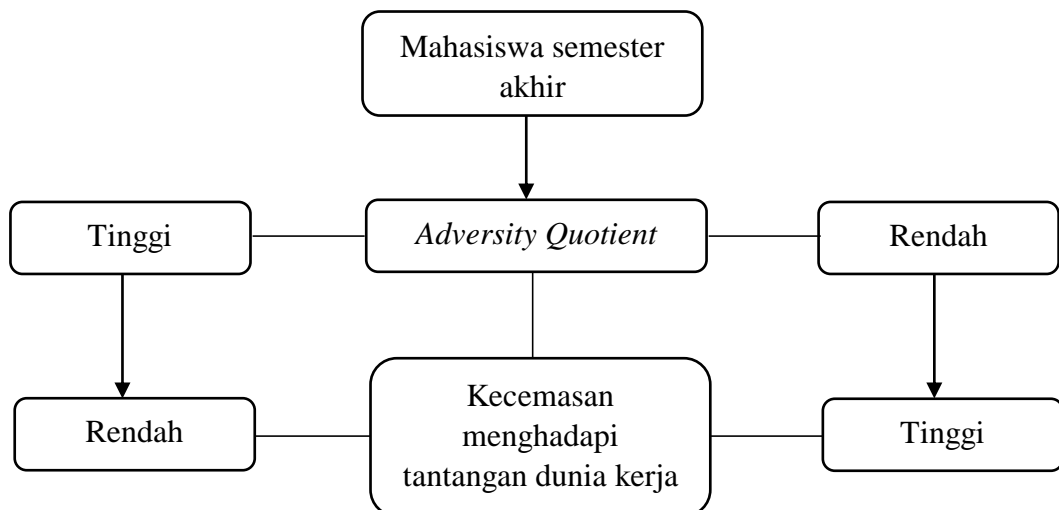 Mahasiswa semester
akhir
Tinggi
Adversity Quotient
Rendah
Rendah
Kecemasan
menghadapi
tantangan dunia kerja
Tinggi